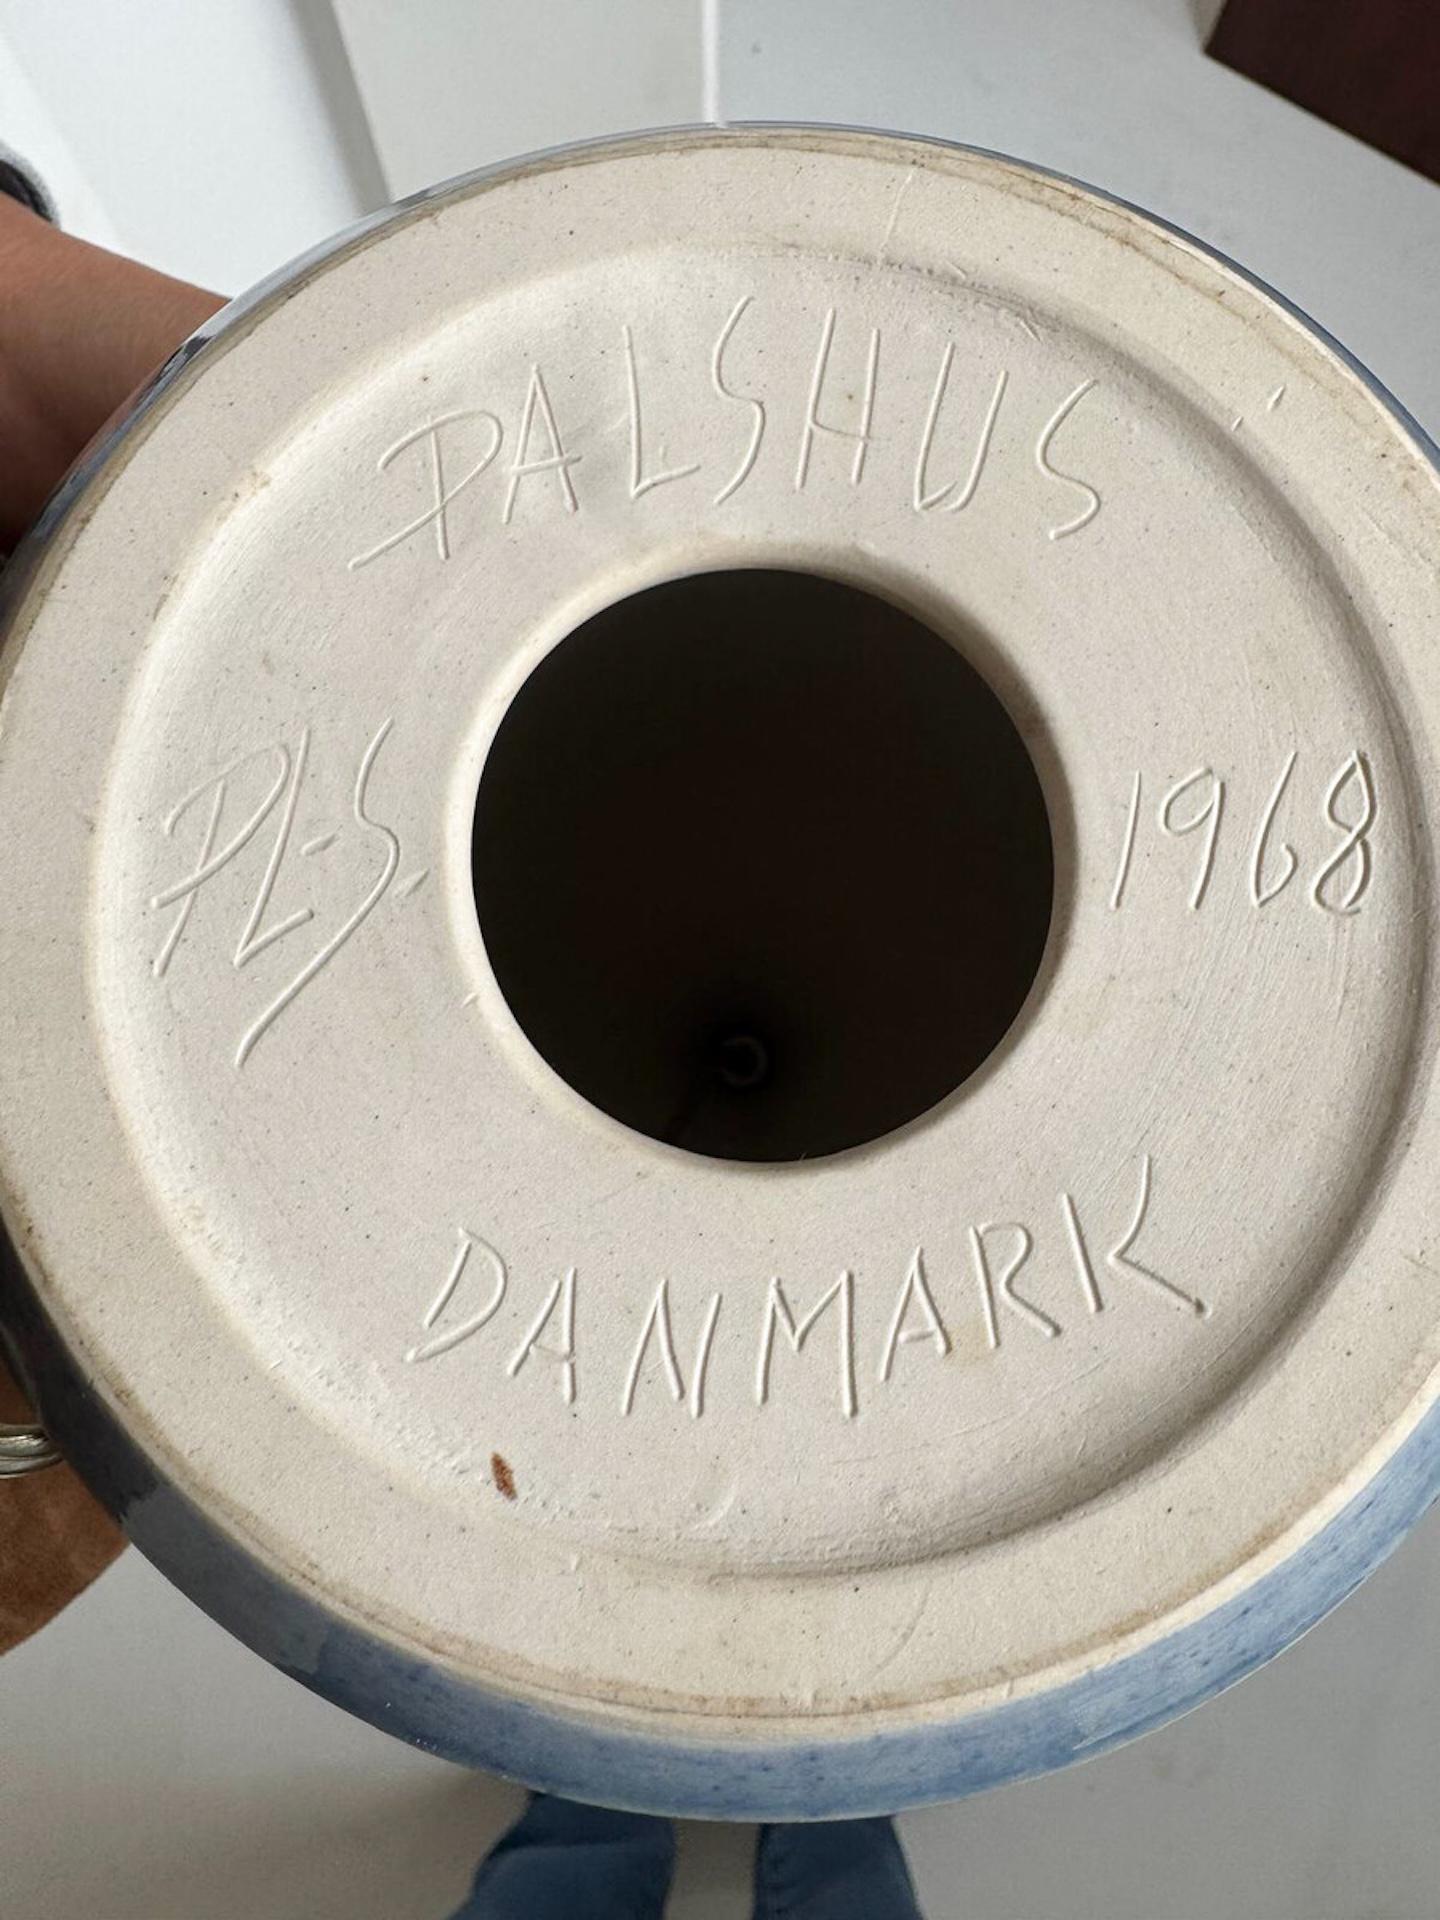 PALSHUS
PL-S.
1968
DANMARK